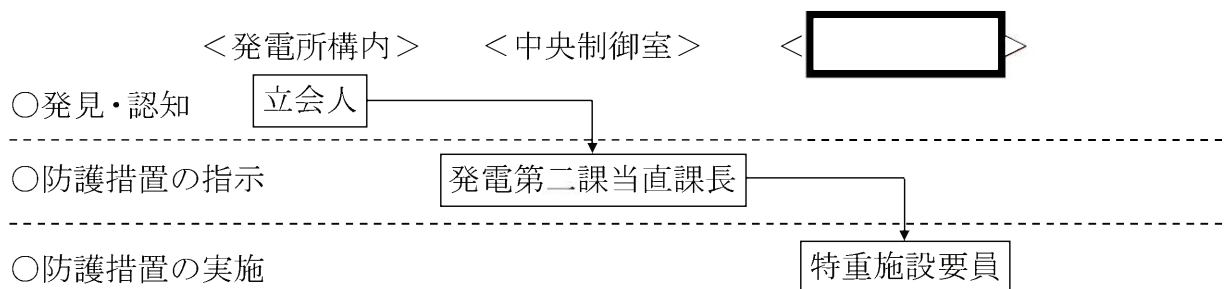 ＜発電所構内＞　＜中央制御室＞　＜　　　＞
○発見・認知　立会人
○防護措置の指示　発電第二課当直課長
○防護措置の実施　特重施設要員